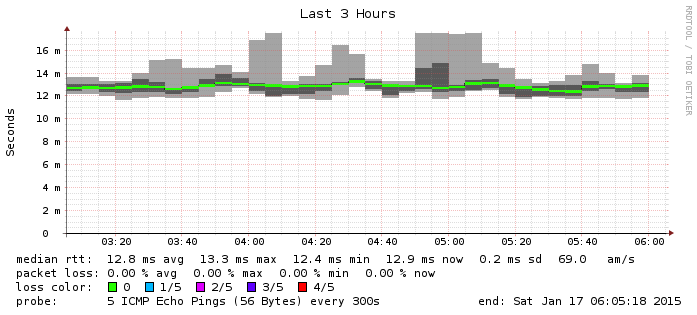 Last 3 Hours
RRDTOOL / TOBI OETIKER
Seconds
16 m
14 m
12 m
10 m
8 m
6 m
4 m
2 m
0
03:20 03:40 04:00 04:20 04:40 05:00 05:20 05:40 06:00
median rtt: 12.8 ms avg 13.3 ms max 12.4 ms min 12.9 ms now 0.2 ms sd 69.0 am/s
packet loss: 0.00 % avg 0.00 % max 0.00 % min 0.00 % now
loss color: 0 1/5 2/5 3/5 4/5
probe: 5 ICMP Echo Pings (56 Bytes) every 300s end: Sat Jan 17 06:05:18 2015